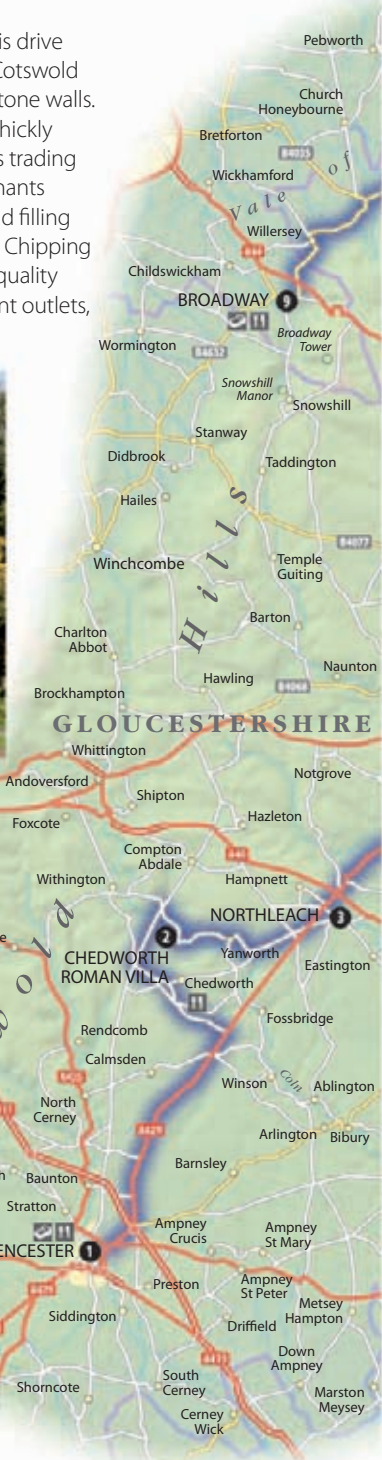 is drive
Cotswold
tone walls.
hickly
s trading
nants
d filling
Chipping
quality
nt outlets,
Pebworth
Church
Honeybourne
Bretforton
B4035
Wickhamford
Vale of
Willersey
A44
Childswickham
BROADWAY 9
Broadway
Tower
Wormington
B4632
Snowshill
Manor
Snowshill
Stanway
Didbrook
Taddington
Hailes
Hills
B4077
Winchcombe
Temple
Guiting
Barton
Charlton
Abbot
Naunton
Hawling
B4068
Brockhampton
GLOUCESTERSHIRE
Whittington
Notgrove
Andoversford
Shipton
Foxcote
Hazleton
Compton
Abdale
A40
Withington
Hampnett
NORTHLEACH 3
2
CHEDWORTH
ROMAN VILLA
Yanworth
Eastington
old
Chedworth
Fossbridge
Rendcomb
Calmsden
Coln
Winson
Ablington
A435
North
Cerney
A429
Arlington
Bibury
Baunton
Barnsley
Stratton
Ampney
Crucis
Ampney
St Mary
ENCESTER 1
Ampney
St Peter
Preston
Metsey
Hampton
Siddington
Driffield
Down
Ampney
A419
South
Cerney
Shorncote
Marston
Meysey
Cerney
Wick